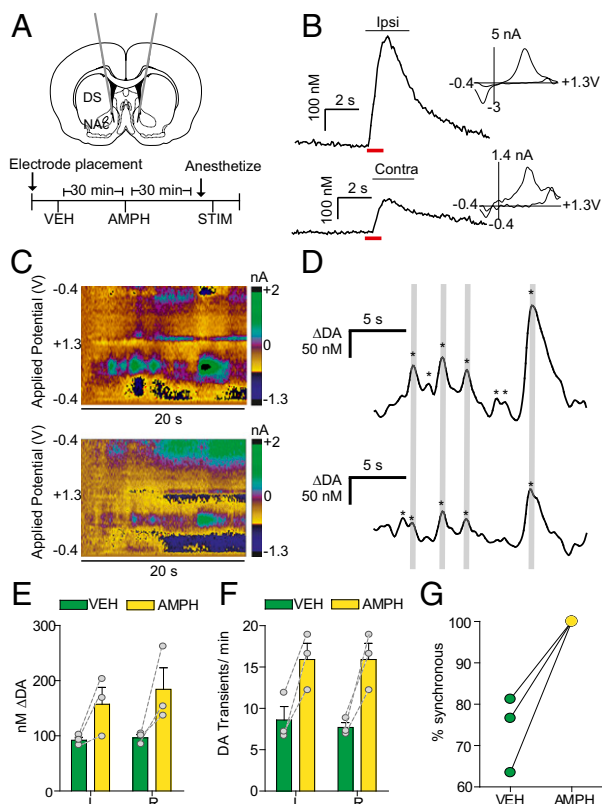 A
DS
NAc
Electrode placement
Anesthetize
30 min
30 min
VEH
AMPH
STIM
B
Ipsi
100 nM
2 s
5 nA
-0.4
+1.3V
-3
Contra
100 nM
2 s
1.4 nA
-0.4
+1.3V
-0.4
C
nA
Applied Potential (V)
-0.4
+1.3
-0.4
+2
0
-1.3
20 s
nA
Applied Potential (V)
-0.4
+1.3
-0.4
+2
0
-1.3
20 s
D
5 s
ΔDA
50 nM
* * * * * * *
5 s
ΔDA
50 nM
* * * * *
E
VEH
AMPH
nM ΔDA
300
200
100
0
L
R
F
VEH
AMPH
DA Transients/ min
20
15
10
5
0
L
R
G
% synchronous
100
90
80
70
60
VEH
AMPH